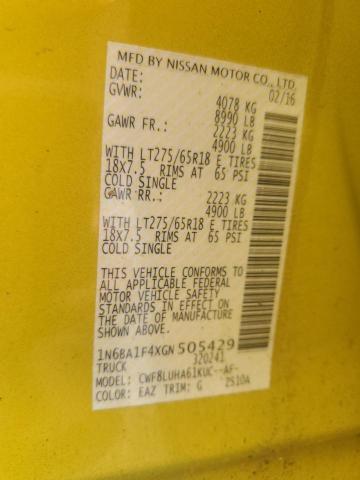 MFD BY NISSAN MOTOR CO., LTD.
DATE: 02/16
GVWR: 4078 KG
8990 LB
GAWR FR.: 2223 KG
4900 LB
WITH LT275/65R18 E TIRES
18X7.5 RIMS AT 65 PSI
COLD SINGLE
GAWR RR.: 2223 KG
4900 LB
WITH LT275/65R18 E TIRES
18X7.5 RIMS AT 65 PSI
COLD SINGLE
THIS VEHICLE CONFORMS TO
ALL APPLICABLE FEDERAL
MOTOR VEHICLE SAFETY
STANDARDS IN EFFECT ON
THE DATE OF MANUFACTURE
SHOWN ABOVE.
1N6BA1F4XGN505429
TRUCK 320241
MODEL: CWF8LUHA61KUC--AF-
COLOR: EAZ TRIM: G ZS10A